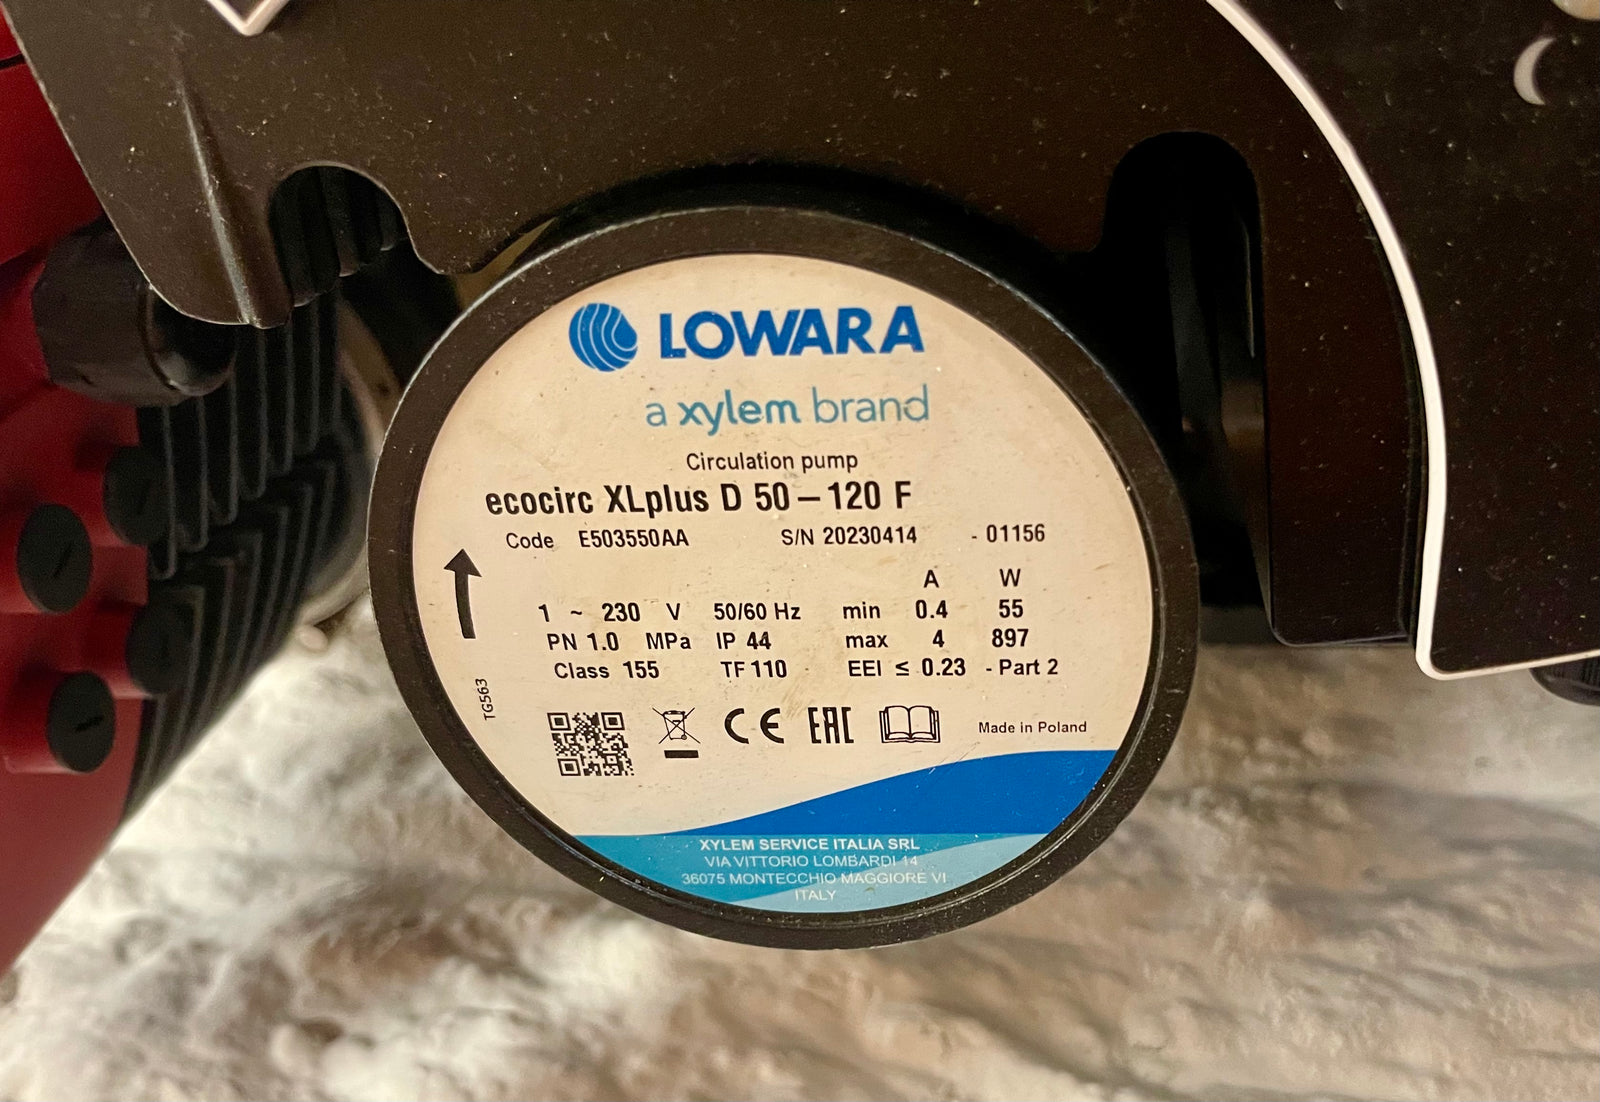 LOWARA
a xylem brand
Circulation pump
ecocirc XLplus D 50–120 F
Code E503550AA S/N 20230414 - 01156
A W
1 ~ 230 V 50/60 Hz min 0.4 55
PN 1.0 MPa IP 44 max 4 897
Class 155 TF 110 EEI ≤ 0.23 - Part 2
TG563
CE EAC Made in Poland
XYLEM SERVICE ITALIA SRL
VIA VITTORIO LOMBARDI 14
36075 MONTECCHIO MAGGIORE VI
ITALY